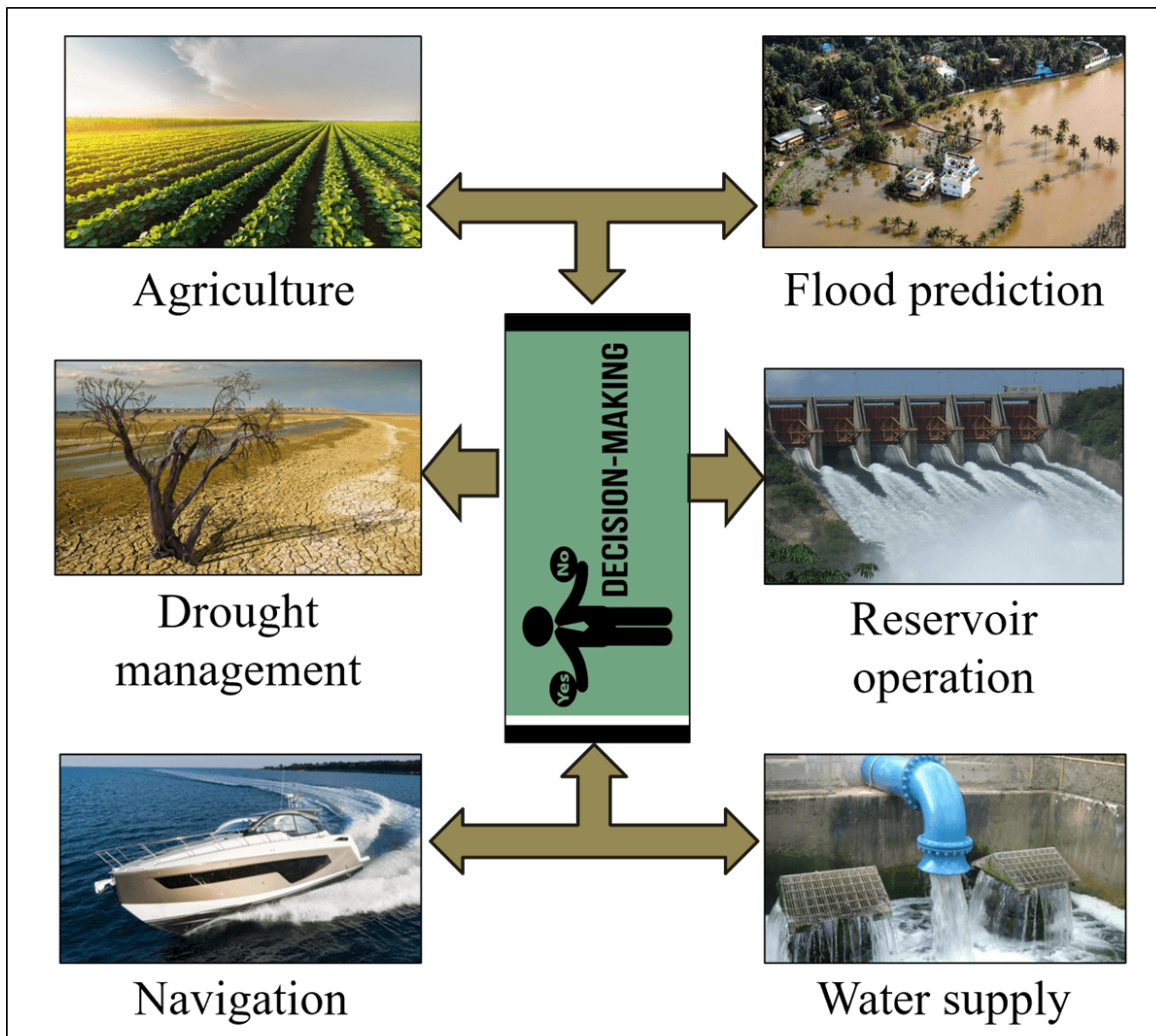 Agriculture
Flood prediction
DECISION-MAKING
Yes
No
Drought
management
Reservoir
operation
Navigation
Water supply